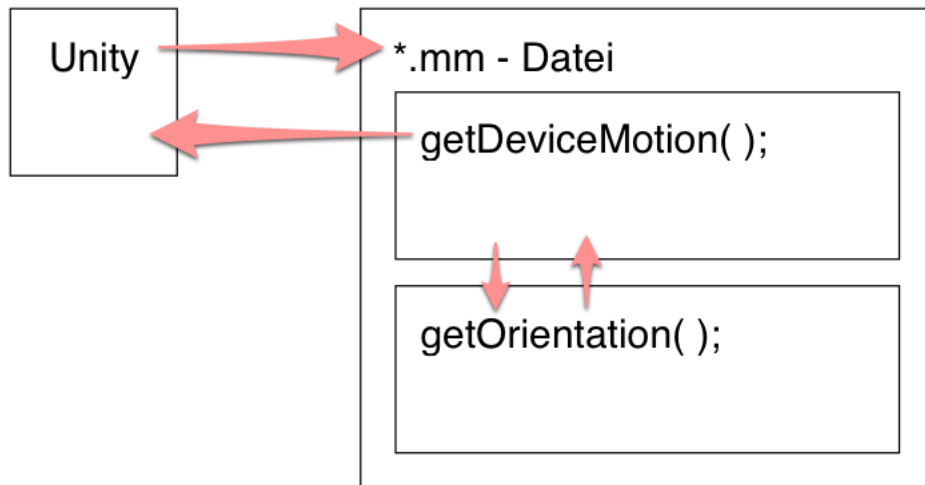 Unity
*.mm - Datei
getDeviceMotion( );
getOrientation( );